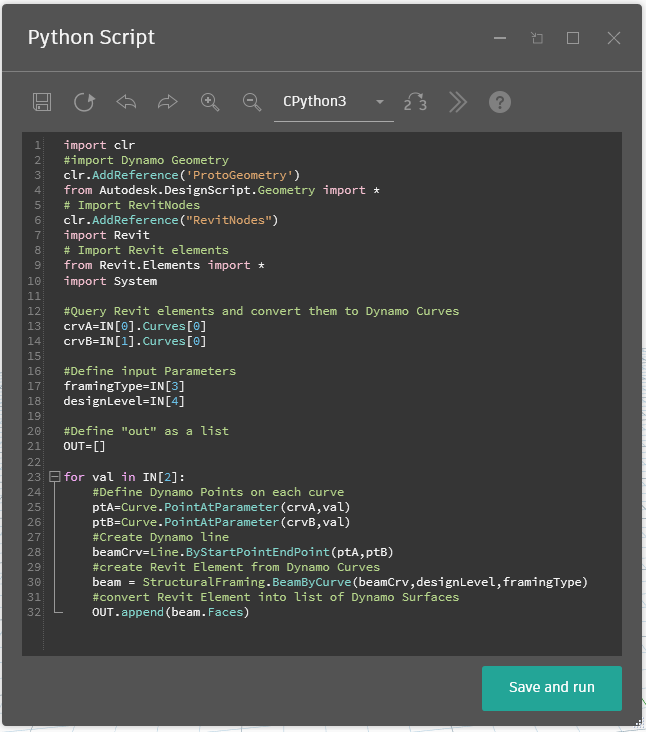 Python Script
CPython3
2 3
?
1 import clr
2 #import Dynamo Geometry
3 clr.AddReference('ProtoGeometry')
4 from Autodesk.DesignScript.Geometry import *
5 # Import RevitNodes
6 clr.AddReference("RevitNodes")
7 import Revit
8 # Import Revit elements
9 from Revit.Elements import *
10 import System
11
12 #Query Revit elements and convert them to Dynamo Curves
13 crvA=IN[0].Curves[0]
14 crvB=IN[1].Curves[0]
15
16 #Define input Parameters
17 framingType=IN[3]
18 designLevel=IN[4]
19
20 #Define "out" as a list
21 OUT=[]
22
23 for val in IN[2]:
24 #Define Dynamo Points on each curve
25 ptA=Curve.PointAtParameter(crvA,val)
26 ptB=Curve.PointAtParameter(crvB,val)
27 #Create Dynamo line
28 beamCrv=Line.ByStartPointEndPoint(ptA,ptB)
29 #create Revit Element from Dynamo Curves
30 beam = StructuralFraming.BeamByCurve(beamCrv,designLevel,framingType)
31 #convert Revit Element into list of Dynamo Surfaces
32 OUT.append(beam.Faces)
Save and run